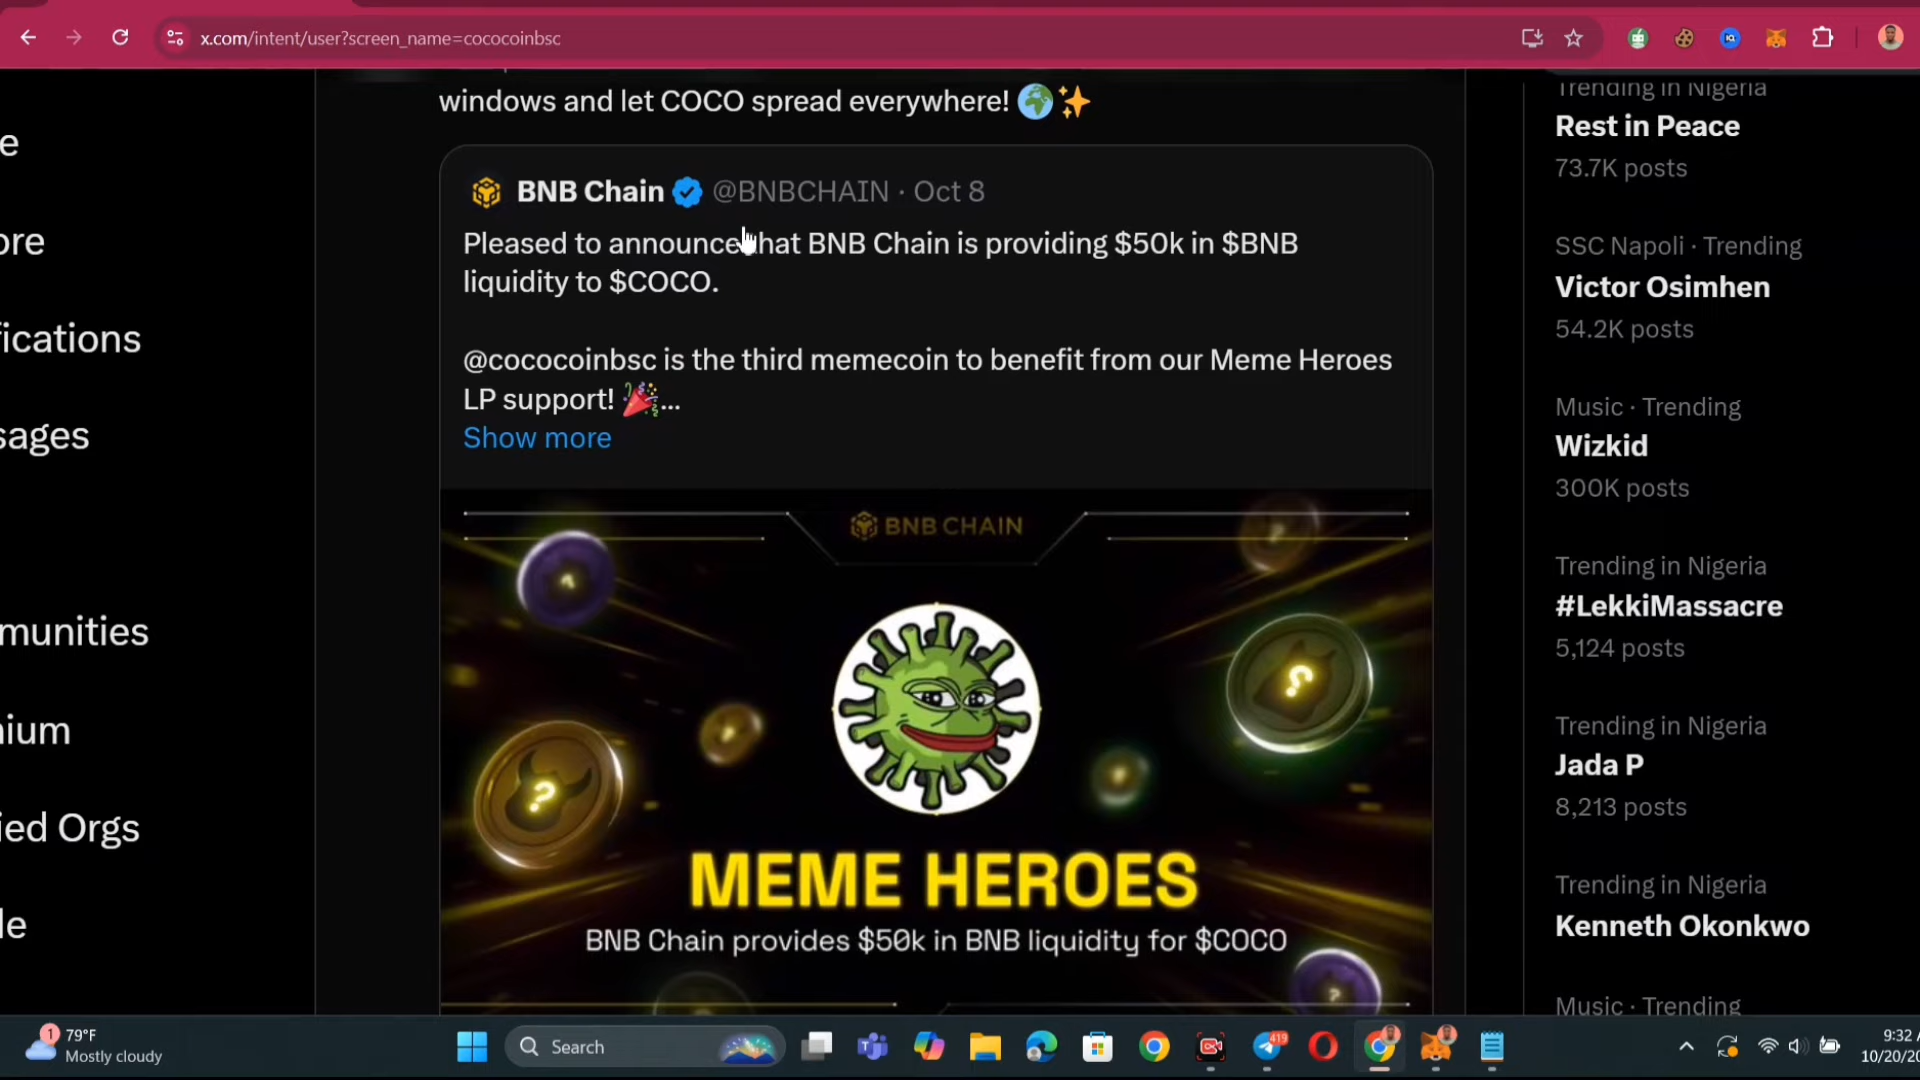 x.com/intent/user?screen_name=cococoinbsc
windows and let COCO spread everywhere! 🌍✨
BNB Chain @BNBCHAIN · Oct 8
Pleased to announce that BNB Chain is providing $50k in $BNB
liquidity to $COCO.
@cococoinbsc is the third memecoin to benefit from our Meme Heroes
LP support! 🎉...
Show more
BNB CHAIN
MEME HEROES
BNB Chain provides $50k in BNB liquidity for $COCO
e
ore
fications
sages
munities
nium
ied Orgs
le
Trending in Nigeria
Rest in Peace
73.7K posts
SSC Napoli · Trending
Victor Osimhen
54.2K posts
Music · Trending
Wizkid
300K posts
Trending in Nigeria
#LekkiMassacre
5,124 posts
Trending in Nigeria
Jada P
8,213 posts
Trending in Nigeria
Kenneth Okonkwo
Music · Trending
1
79°F
Mostly cloudy
Search
419
9:32 A
10/20/20